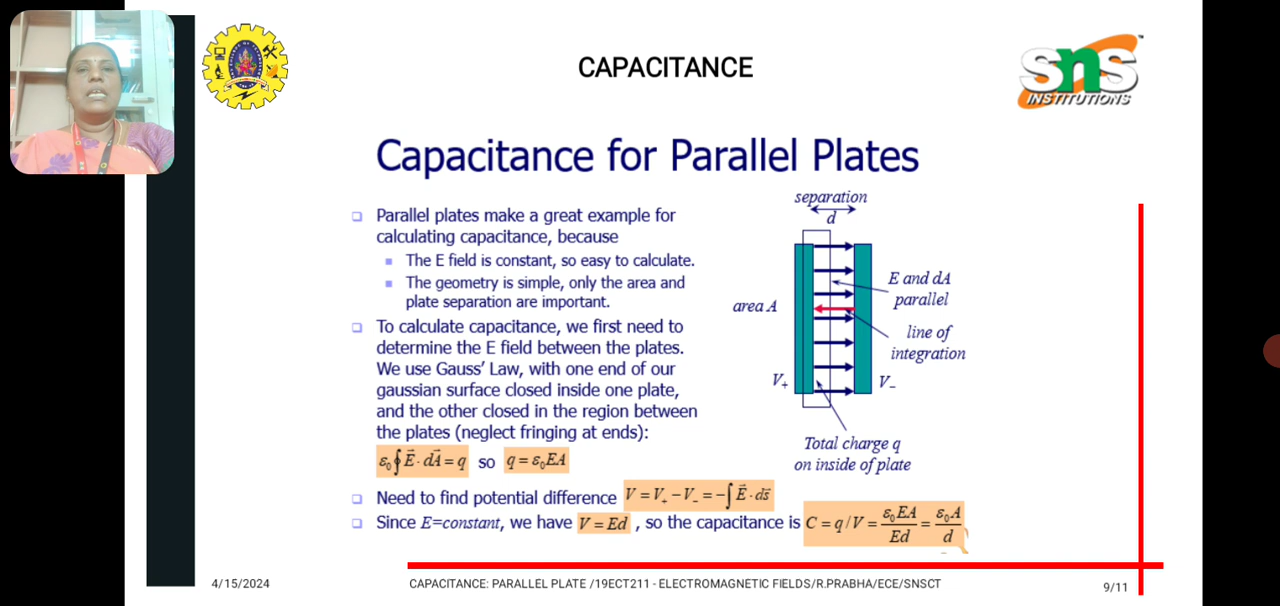 CAPACITANCE
SNS
INSTITUTIONS
Capacitance for Parallel Plates
Parallel plates make a great example for
calculating capacitance, because
The E field is constant, so easy to calculate.
The geometry is simple, only the area and
plate separation are important.
To calculate capacitance, we first need to
determine the E field between the plates.
We use Gauss’ Law, with one end of our
gaussian surface closed inside one plate,
and the other closed in the region between
the plates (neglect fringing at ends):
ε₀∮E⃗·dA⃗ = q so q = ε₀EA
Need to find potential difference V = V₊ − V₋ = −∫E⃗·ds⃗
Since E=constant, we have V = Ed , so the capacitance is C = q/V = ε₀EA/Ed = ε₀A/d
separation
d
area A
E and dA
parallel
line of
integration
V₊
V₋
Total charge q
on inside of plate
4/15/2024
CAPACITANCE: PARALLEL PLATE /19ECT211 - ELECTROMAGNETIC FIELDS/R.PRABHA/ECE/SNSCT
9/11